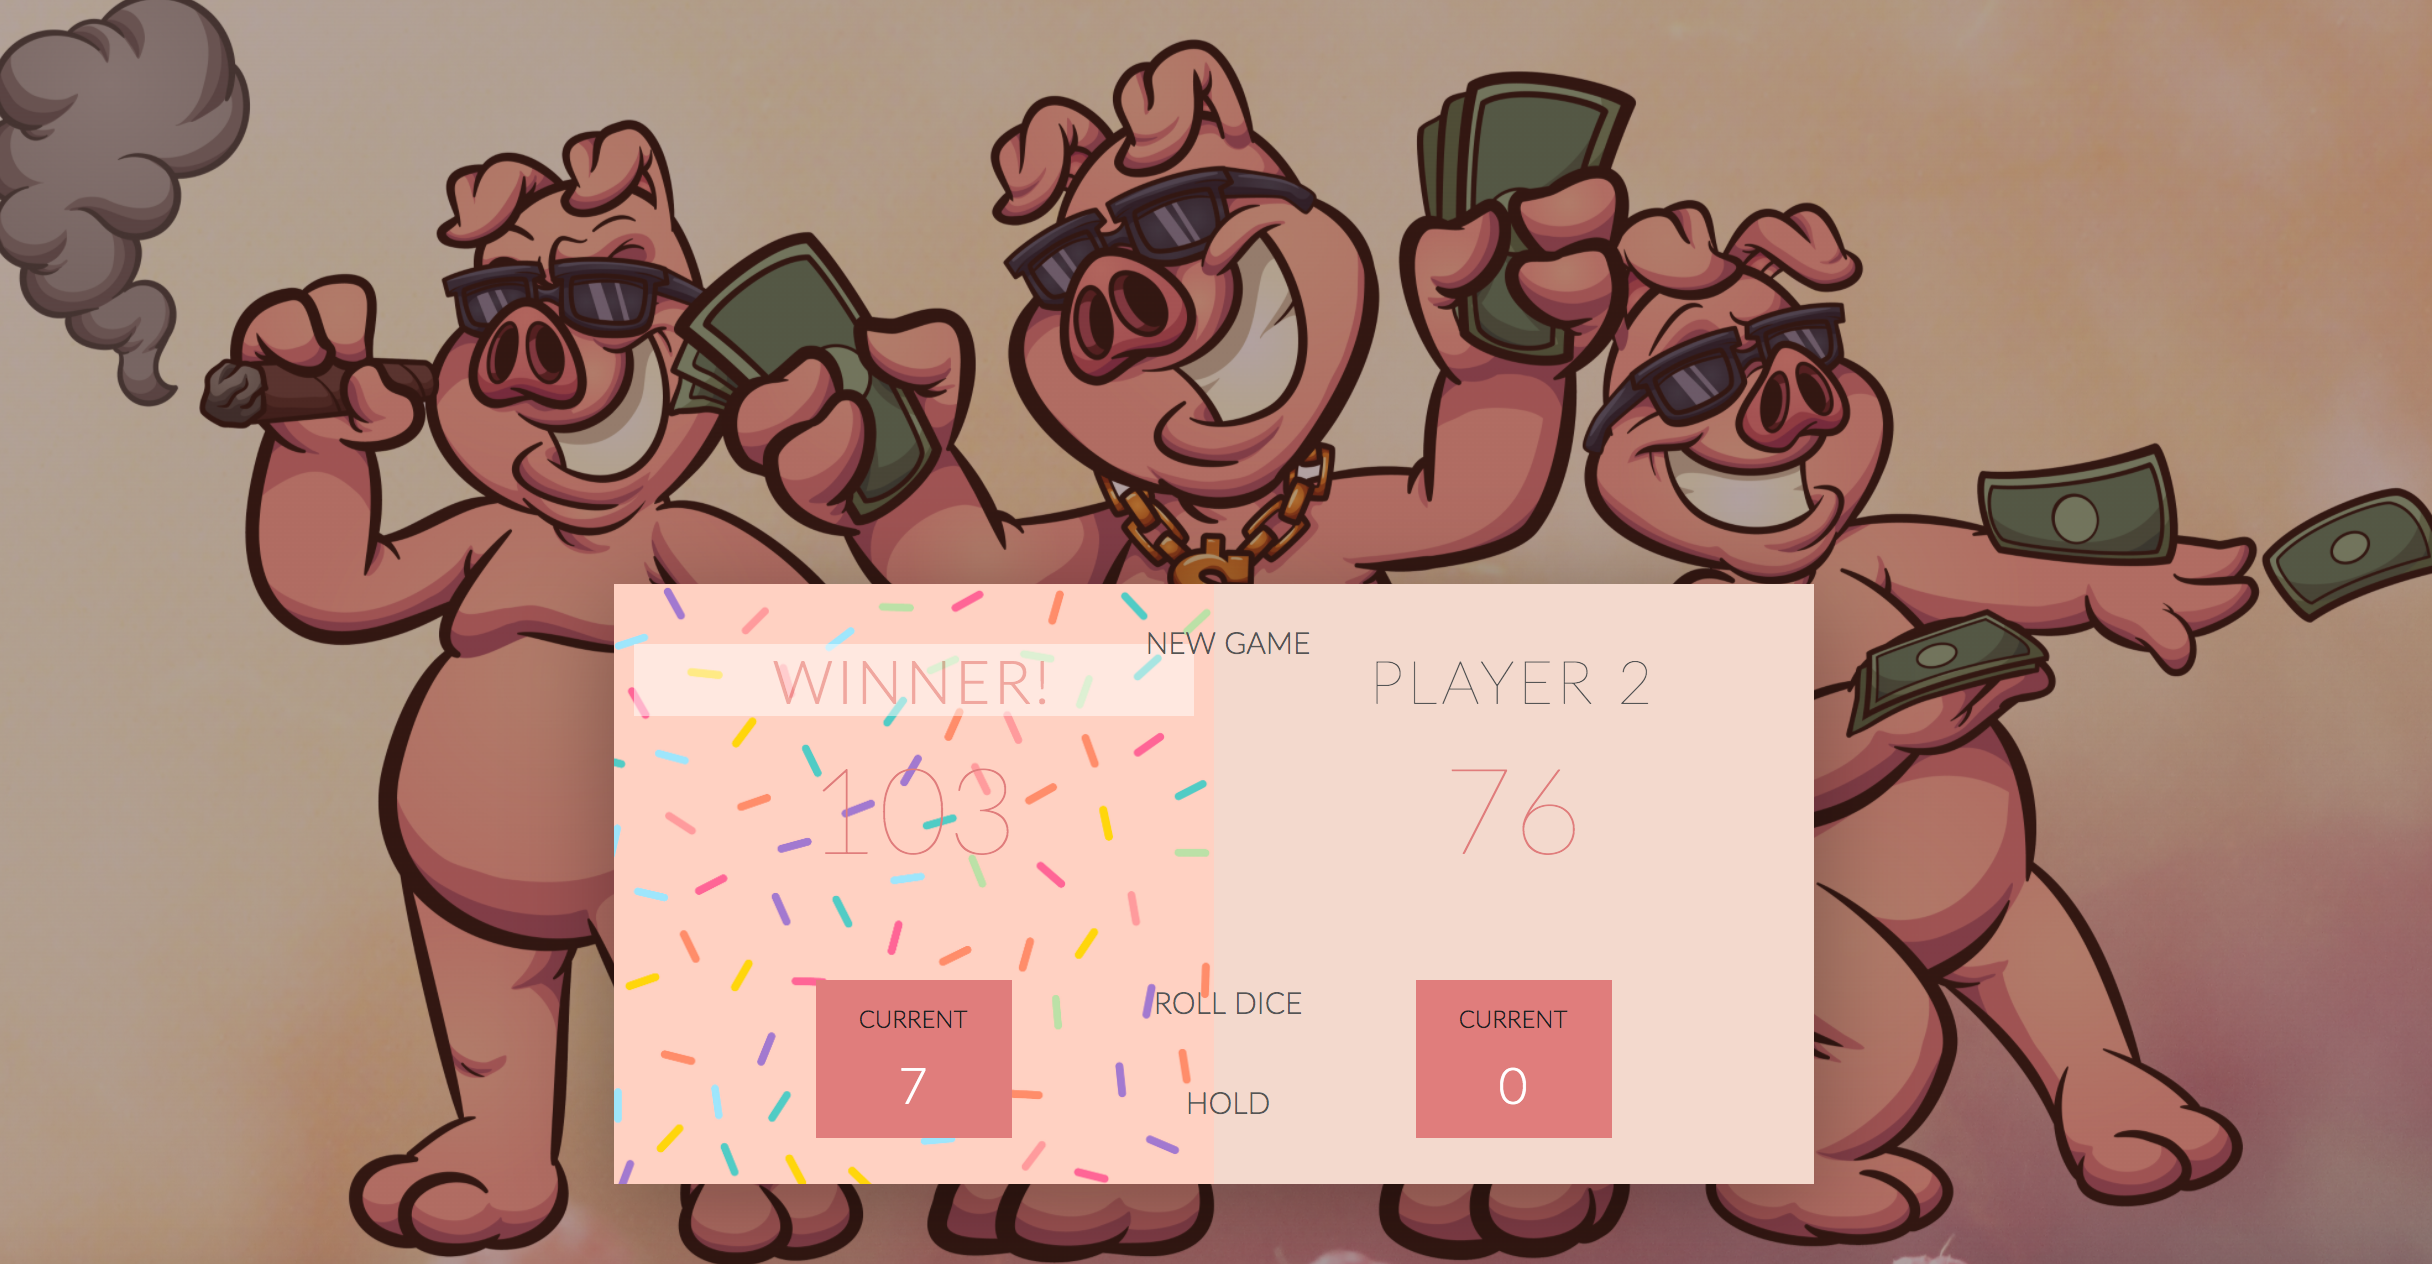 NEW GAME
WINNER!
PLAYER 2
103
76
ROLL DICE
CURRENT
7
CURRENT
0
HOLD
$